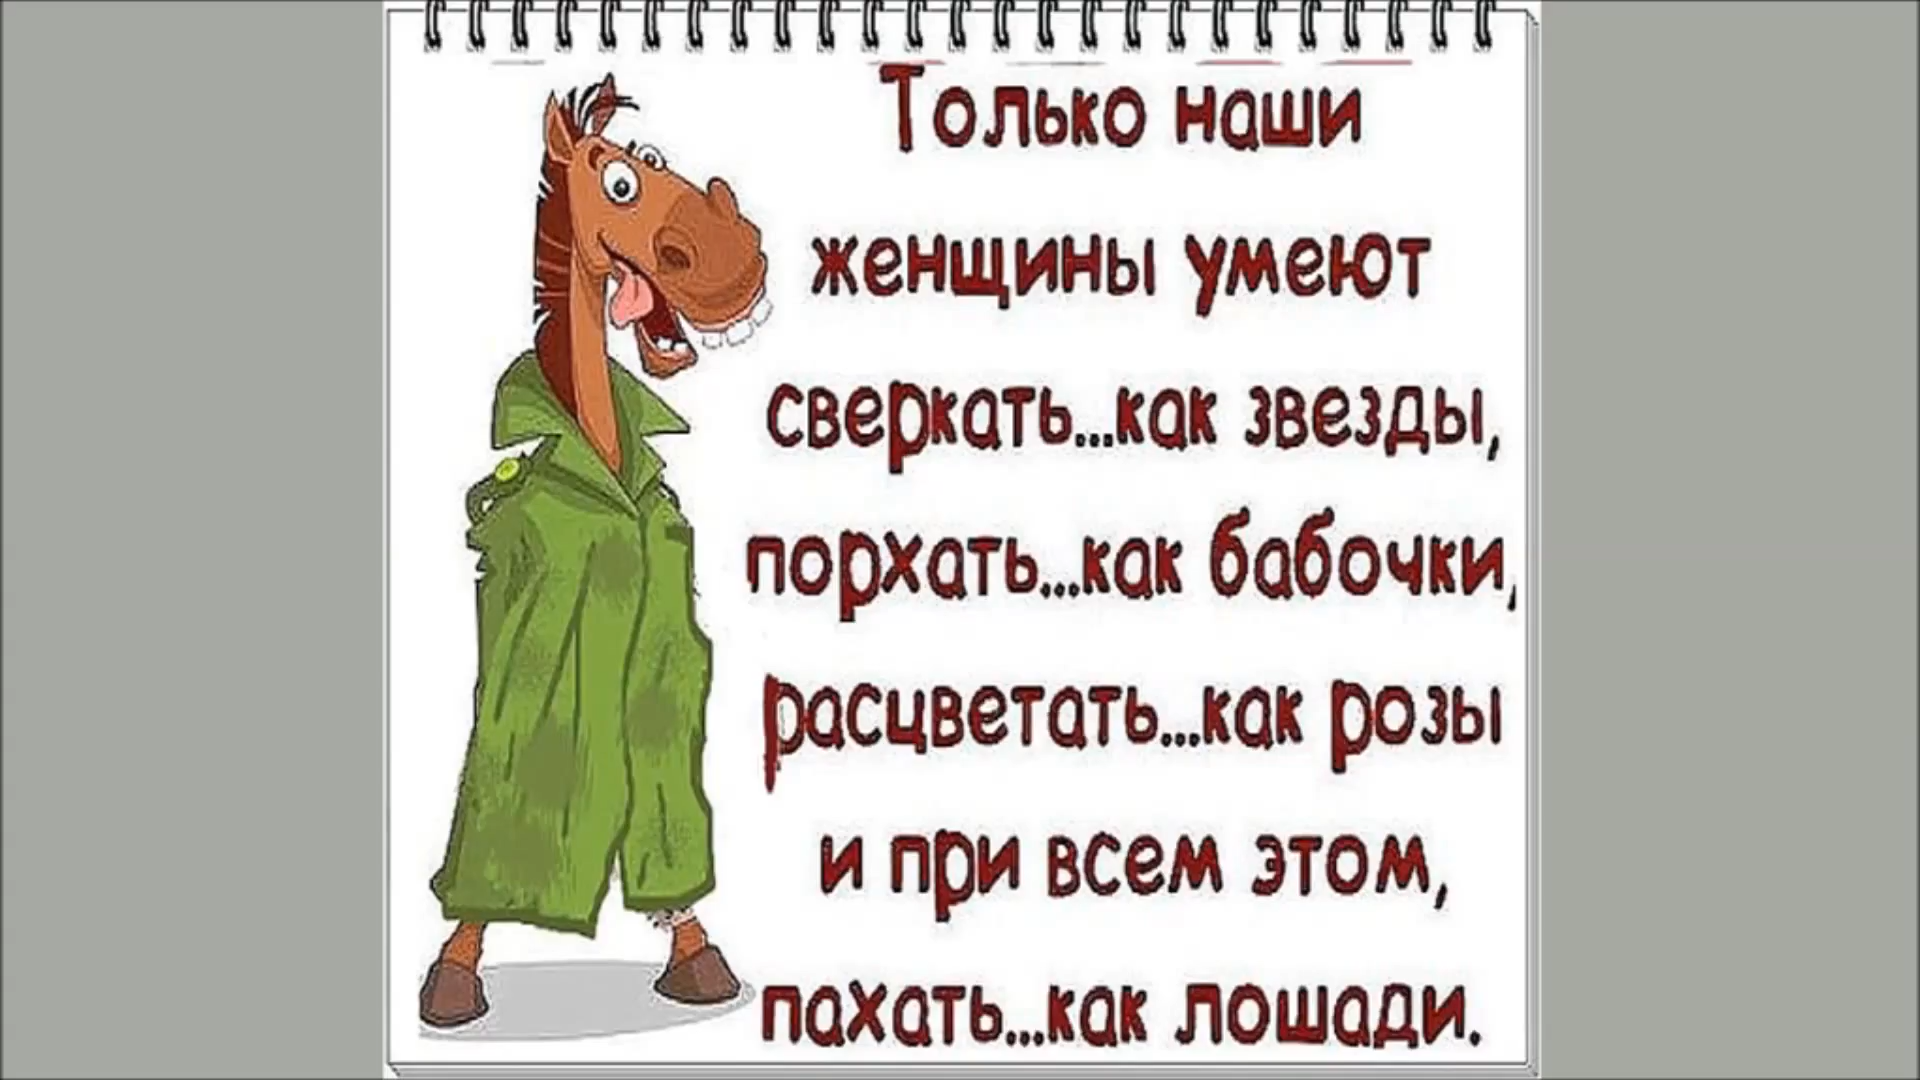 Только наши
женщины умеют
сверкать...как звезды,
порхать...как бабочки,
расцветать...как розы
и при всем этом,
пахать...как лошади.